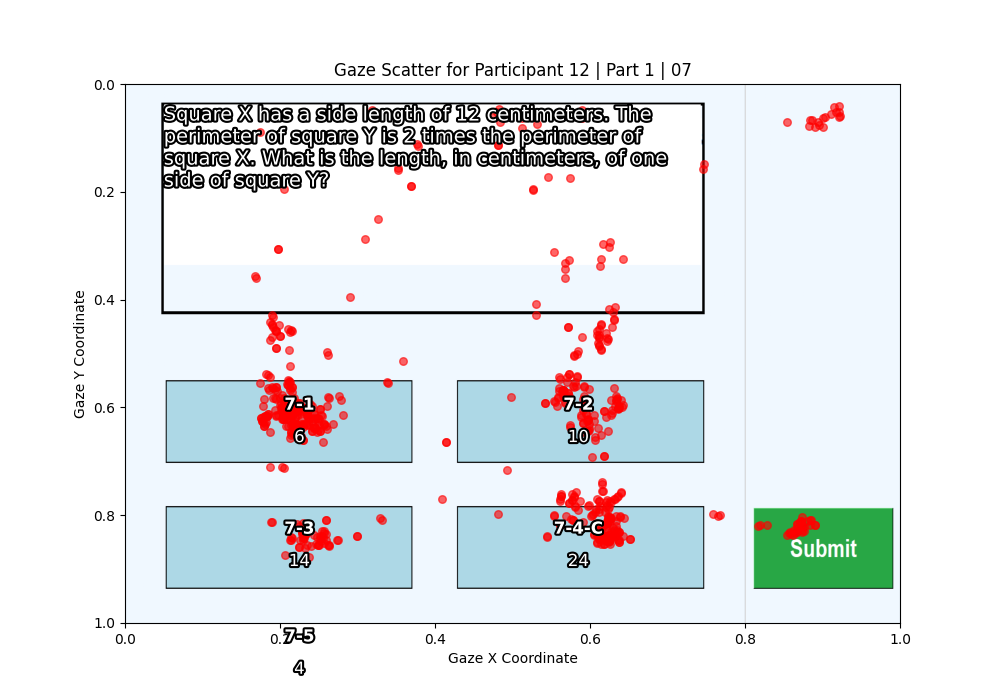 Gaze Scatter for Participant 12 | Part 1 | 07
0.0
Square X has a side length of 12 centimeters. The
perimeter of square Y is 2 times the perimeter of
square X. What is the length, in centimeters, of one
side of square Y?
0.2
0.4
Gaze Y Coordinate
7-1
7-2
0.6
6
10
0.8
7-3
7-4-C
Submit
14
24
1.0
0.0
0.2
0.4
0.6
0.8
1.0
7-5
Gaze X Coordinate
4